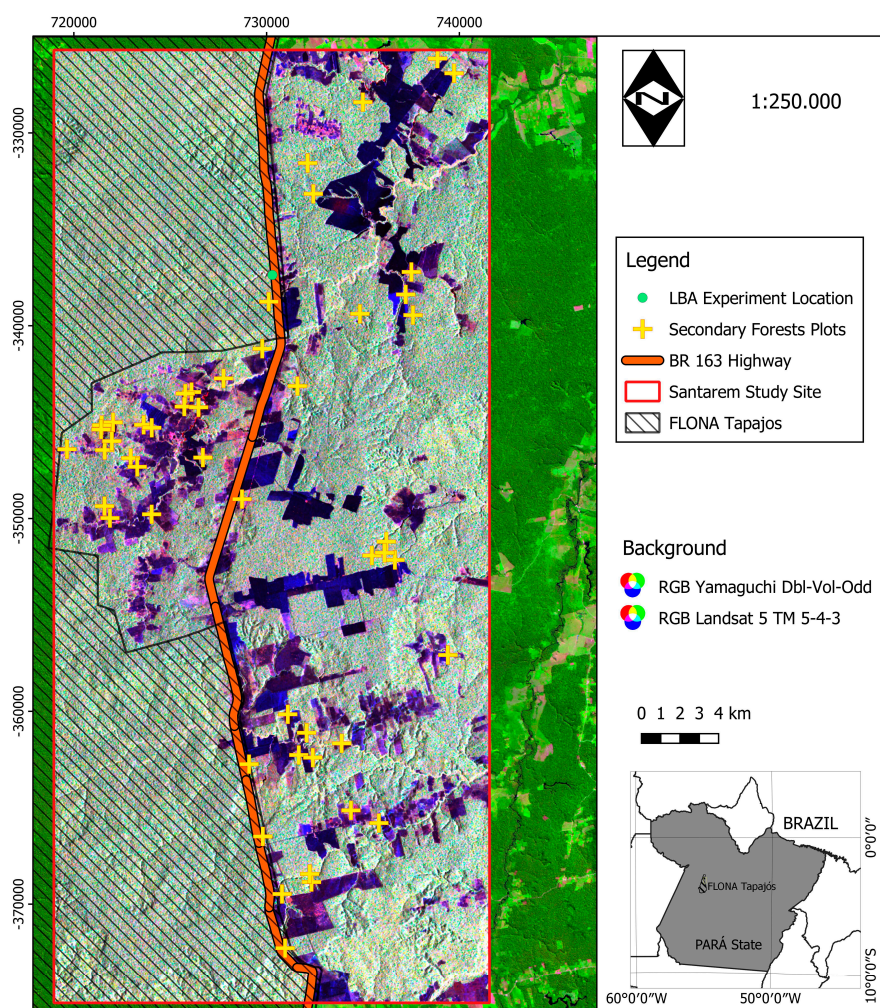 720000 730000 740000
-330000
-340000
-350000
-360000
-370000
N
1:250.000
Legend
LBA Experiment Location
Secondary Forests Plots
BR 163 Highway
Santarem Study Site
FLONA Tapajos
Background
RGB Yamaguchi Dbl-Vol-Odd
RGB Landsat 5 TM 5-4-3
0 1 2 3 4 km
BRAZIL
FLONA Tapajós
PARÁ State
0°0'0"
10°0'0"S
60°0'0"W 50°0'0"W